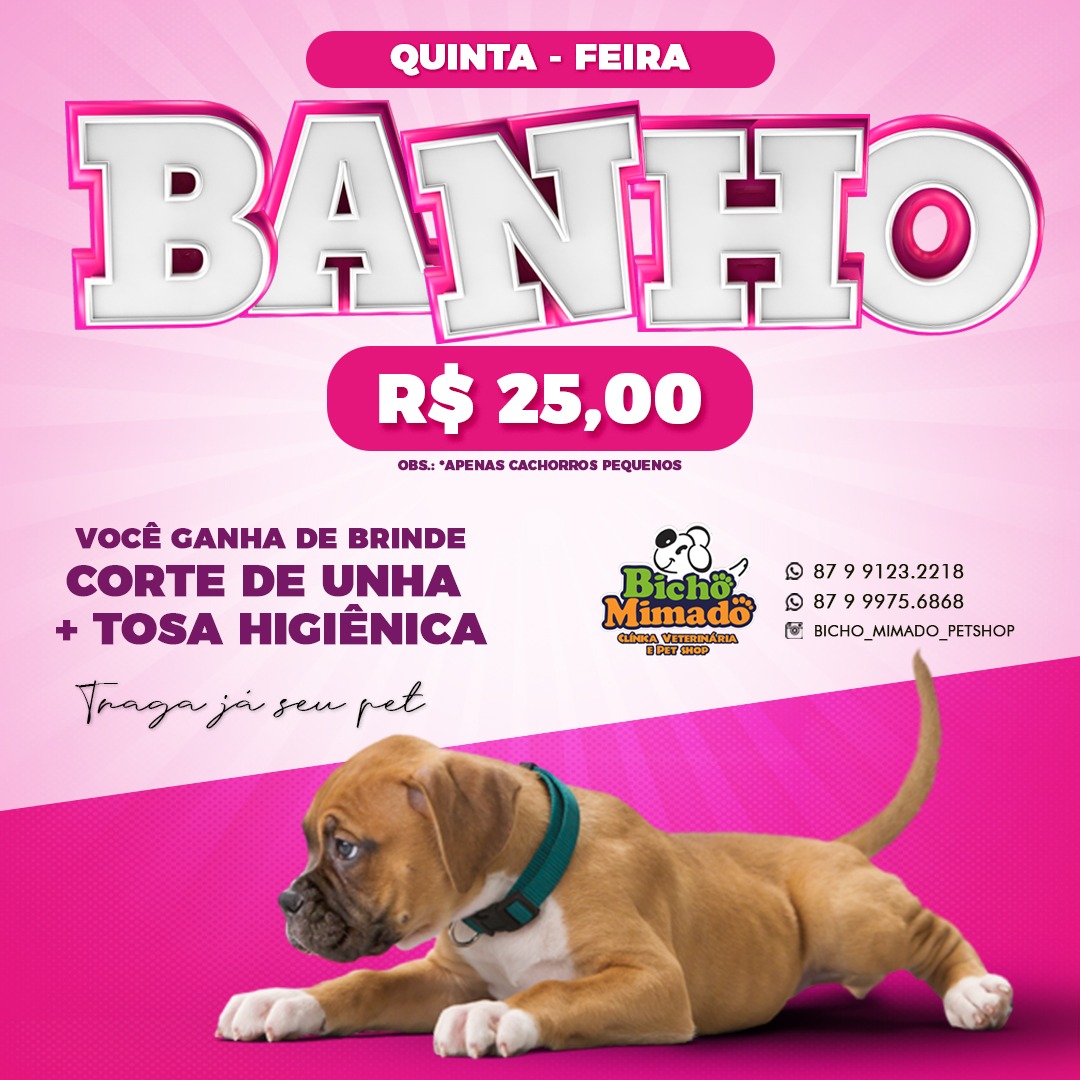 QUINTA - FEIRA
BANHO
R$ 25,00
OBS.: *APENAS CACHORROS PEQUENOS
VOCÊ GANHA DE BRINDE
CORTE DE UNHA
+ TOSA HIGIÊNICA
Traga já seu pet
Bicho
Mimado
CLÍNICA VETERINÁRIA
E PET SHOP
87 9 9123.2218
87 9 9975.6868
BICHO_MIMADO_PETSHOP